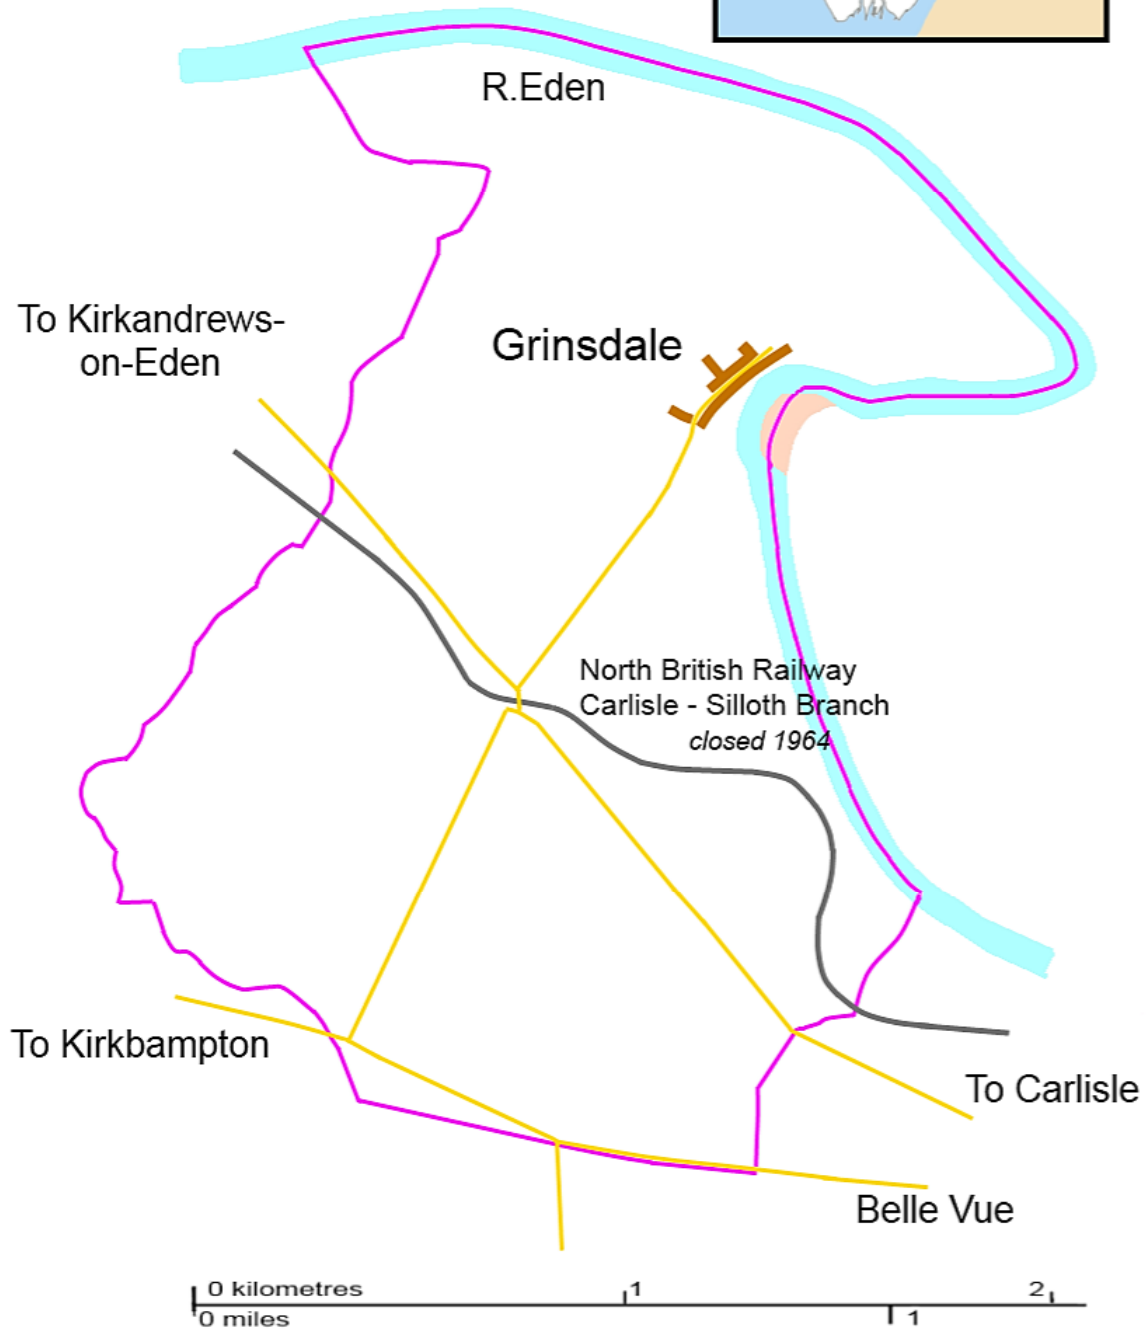 R.Eden
To Kirkandrews-
on-Eden
Grinsdale
North British Railway
Carlisle - Silloth Branch
closed 1964
To Kirkbampton
To Carlisle
Belle Vue
0 kilometres 1 2
0 miles 1